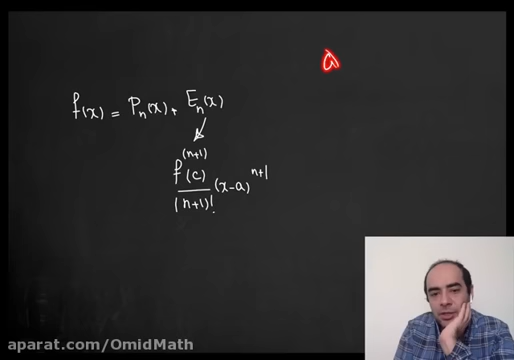 a
f(x) = Pₙ(x) + Eₙ(x)
f⁽ⁿ⁺¹⁾(c)/(n+1)! (x-a)ⁿ⁺¹
aparat.com/OmidMath